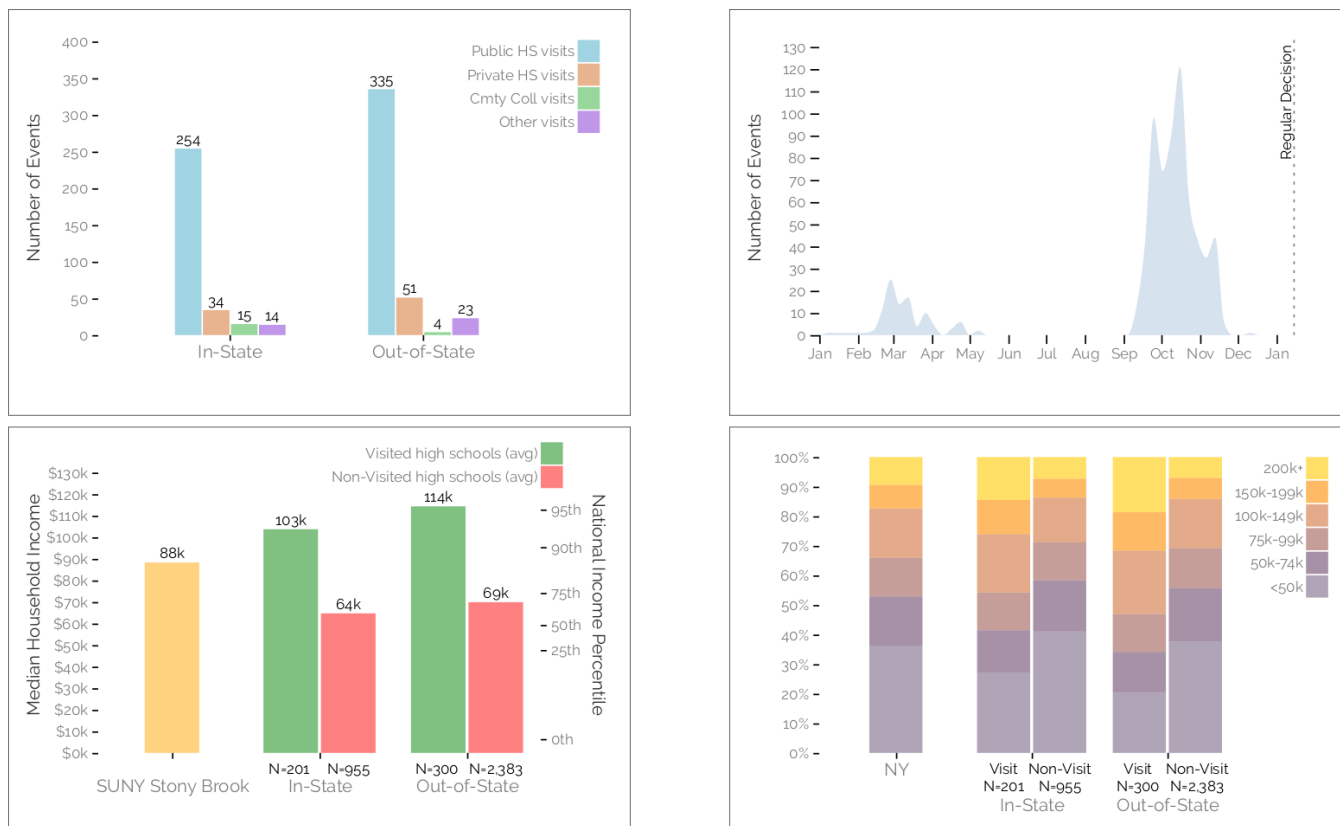 Number of Events
400
350
300
250
200
150
100
50
0
Public HS visits
Private HS visits
Cmty Coll visits
Other visits
254
34
15
14
335
51
4
23
In-State
Out-of-State
Number of Events
130
120
110
100
90
80
70
60
50
40
30
20
10
0
Jan Feb Mar Apr May Jun Jul Aug Sep Oct Nov Dec Jan
Regular Decision
Median Household Income
$130k
$120k
$110k
$100k
$90k
$80k
$70k
$60k
$50k
$40k
$30k
$20k
$10k
$0k
Visited high schools (avg)
Non-Visited high schools (avg)
88k
103k
64k
114k
69k
National Income Percentile
95th
90th
75th
50th
25th
0th
N=201 N=955 N=300 N=2,383
SUNY Stony Brook In-State Out-of-State
100%
90%
80%
70%
60%
50%
40%
30%
20%
10%
0%
200k+
150k-199k
100k-149k
75k-99k
50k-74k
<50k
NY
Visit Non-Visit Visit Non-Visit
N=201 N=955 N=300 N=2,383
In-State Out-of-State